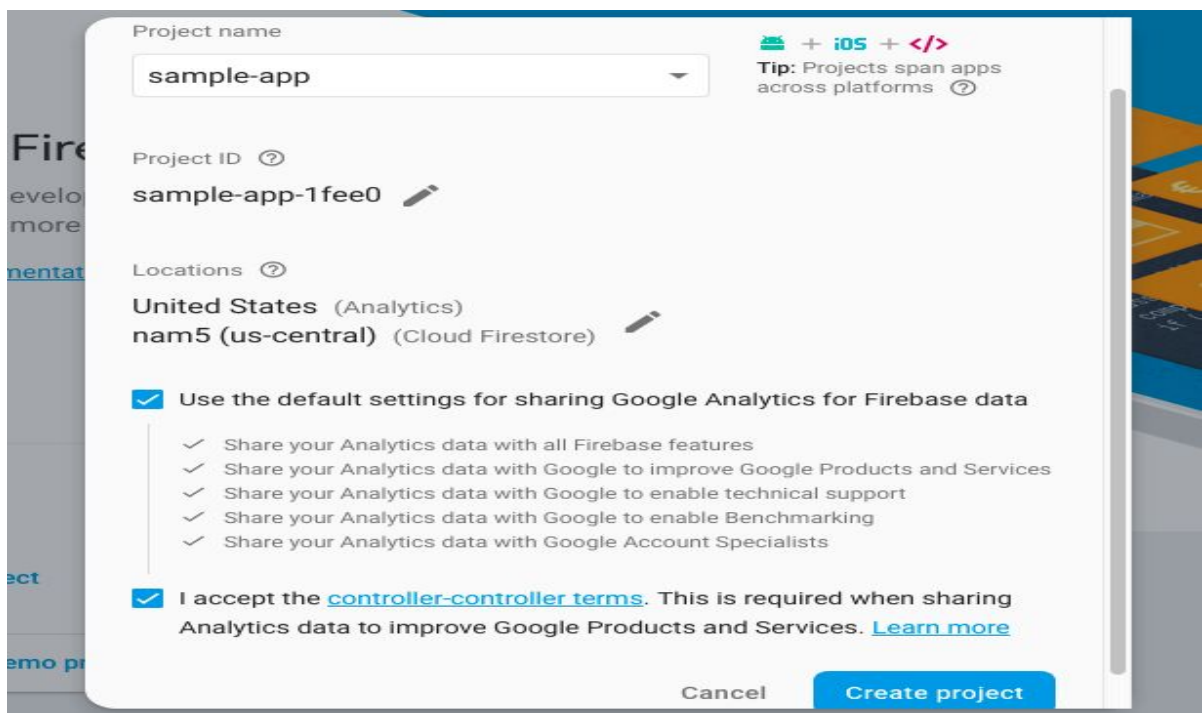 Project name
sample-app
+ iOS + </>
Tip: Projects span apps
across platforms
Project ID
sample-app-1fee0
Locations
United States (Analytics)
nam5 (us-central) (Cloud Firestore)
Use the default settings for sharing Google Analytics for Firebase data
Share your Analytics data with all Firebase features
Share your Analytics data with Google to improve Google Products and Services
Share your Analytics data with Google to enable technical support
Share your Analytics data with Google to enable Benchmarking
Share your Analytics data with Google Account Specialists
I accept the controller-controller terms. This is required when sharing
Analytics data to improve Google Products and Services. Learn more
Cancel Create project
Fire
evelo
more
mentat
ect
emo pr